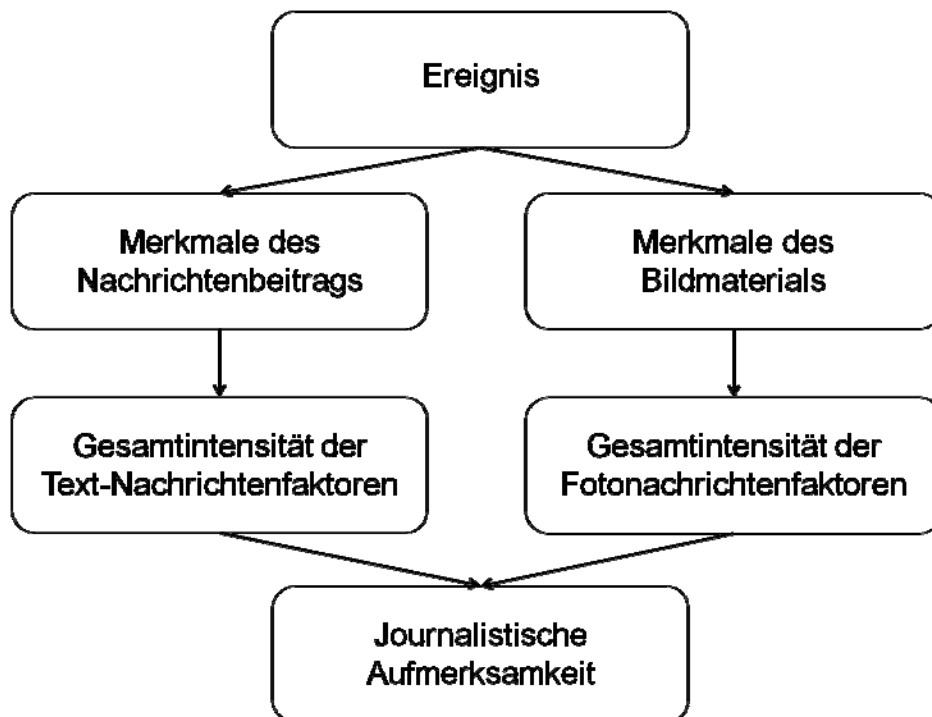 Ereignis
Merkmale des
Nachrichtenbeitrags
Merkmale des
Bildmaterials
Gesamtintensität der
Text-Nachrichtenfaktoren
Gesamtintensität der
Fotonachrichtenfaktoren
Journalistische
Aufmerksamkeit